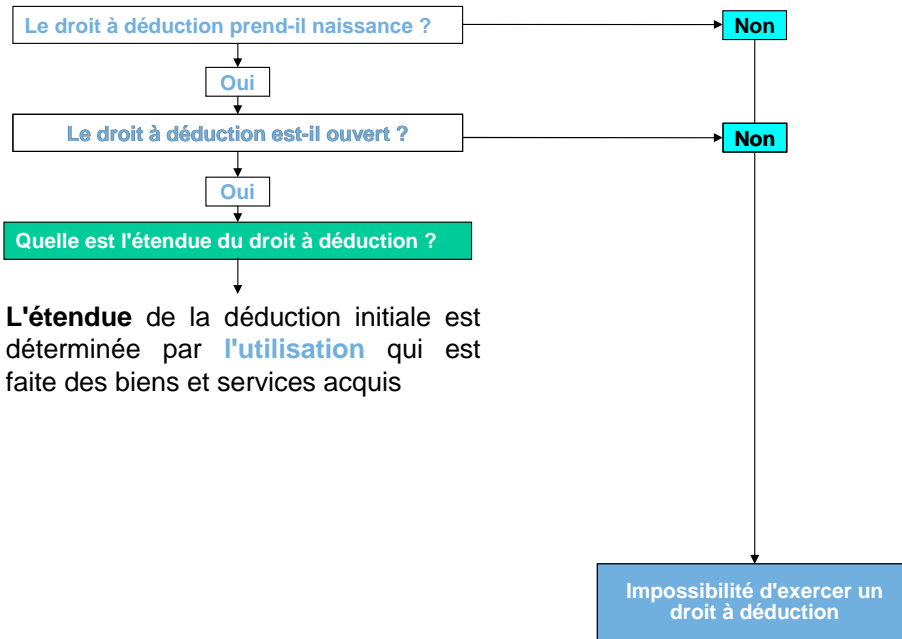 Le droit à déduction prend-il naissance ?
Non
Oui
Le droit à déduction est-il ouvert ?
Non
Oui
Quelle est l'étendue du droit à déduction ?
L'étendue de la déduction initiale est
déterminée par l'utilisation qui est
faite des biens et services acquis
Impossibilité d'exercer un
droit à déduction